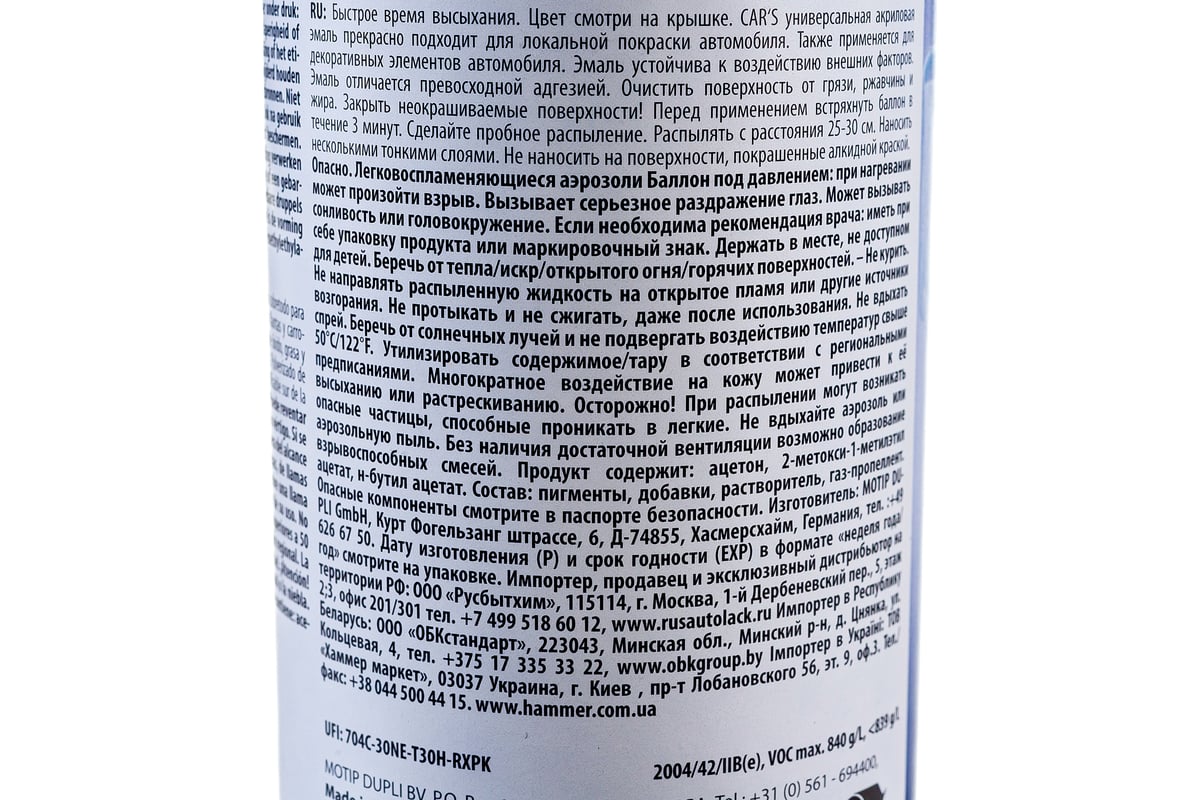 RU: Быстрое время высыхания. Цвет смотри на крышке. CAR'S универсальная акриловая
эмаль прекрасно подходит для локальной покраски автомобиля. Также применяется для
декоративных элементов автомобиля. Эмаль устойчива к воздействию внешних факторов.
Эмаль отличается превосходной адгезией. Очистить поверхность от грязи, ржавчины и
жира. Закрыть неокрашиваемые поверхности! Перед применением встряхнуть баллон в
течение 3 минут. Сделайте пробное распыление. Распылять с расстояния 25-30 см. Наносить
несколькими тонкими слоями. Не наносить на поверхности, покрашенные алкидной краской.
Опасно. Легковоспламеняющиеся аэрозоли Баллон под давлением: при нагревании
может произойти взрыв. Вызывает серьезное раздражение глаз. Может вызывать
сонливость или головокружение. Если необходима рекомендация врача: иметь при
себе упаковку продукта или маркировочный знак. Держать в месте, не доступном
для детей. Беречь от тепла/искр/открытого огня/горячих поверхностей. – Не курить.
Не направлять распыленную жидкость на открытое пламя или другие источники
возгорания. Не протыкать и не сжигать, даже после использования. Не вдыхать
спрей. Беречь от солнечных лучей и не подвергать воздействию температур свыше
50°C/122°F. Утилизировать содержимое/тару в соответствии с региональными
предписаниями. Многократное воздействие на кожу может привести к её
высыханию или растрескиванию. Осторожно! При распылении могут возникать
опасные частицы, способные проникать в легкие. Не вдыхайте аэрозоль или
аэрозольную пыль. Без наличия достаточной вентиляции возможно образование
взрывоспособных смесей. Продукт содержит: ацетон, 2-метокси-1-метилэтил
ацетат, н-бутил ацетат. Состав: пигменты, добавки, растворитель, газ-пропеллент.
Опасные компоненты смотрите в паспорте безопасности. Изготовитель: MOTIP DU-
PLI GmbH, Курт Фогельзанг штрассе, 6, Д-74855, Хасмерсхайм, Германия, тел. :+49
626 67 50. Дату изготовления (P) и срок годности (EXP) в формате «неделя года/
год» смотрите на упаковке. Импортер, продавец и эксклюзивный дистрибьютор на
территории РФ: ООО «Русбытхим», 115114, г. Москва, 1-й Дербеневский пер., 5, этаж
2;3, офис 201/301 тел. +7 499 518 60 12, www.rusautolack.ru Импортер в Республику
Беларусь: ООО «ОБКстандарт», 223043, Минская обл., Минский р-н, д. Цнянка, ул.
Кольцевая, 4, тел. +375 17 335 33 22, www.obkgroup.by Імпортер в Україні: ТОВ
«Хаммер маркет», 03037 Украина, г. Киев , пр-т Лобановского 56, эт. 9, оф.3. Тел./
факс: +38 044 500 44 15. www.hammer.com.ua
UFI: 704C-30NE-T30H-RXPK
2004/42/IIB(e), VOC max. 840 g/l, <839 g/l.
MOTIP DUPLI BV, P.O.
Tel.: +31 (0) 561 - 694400,